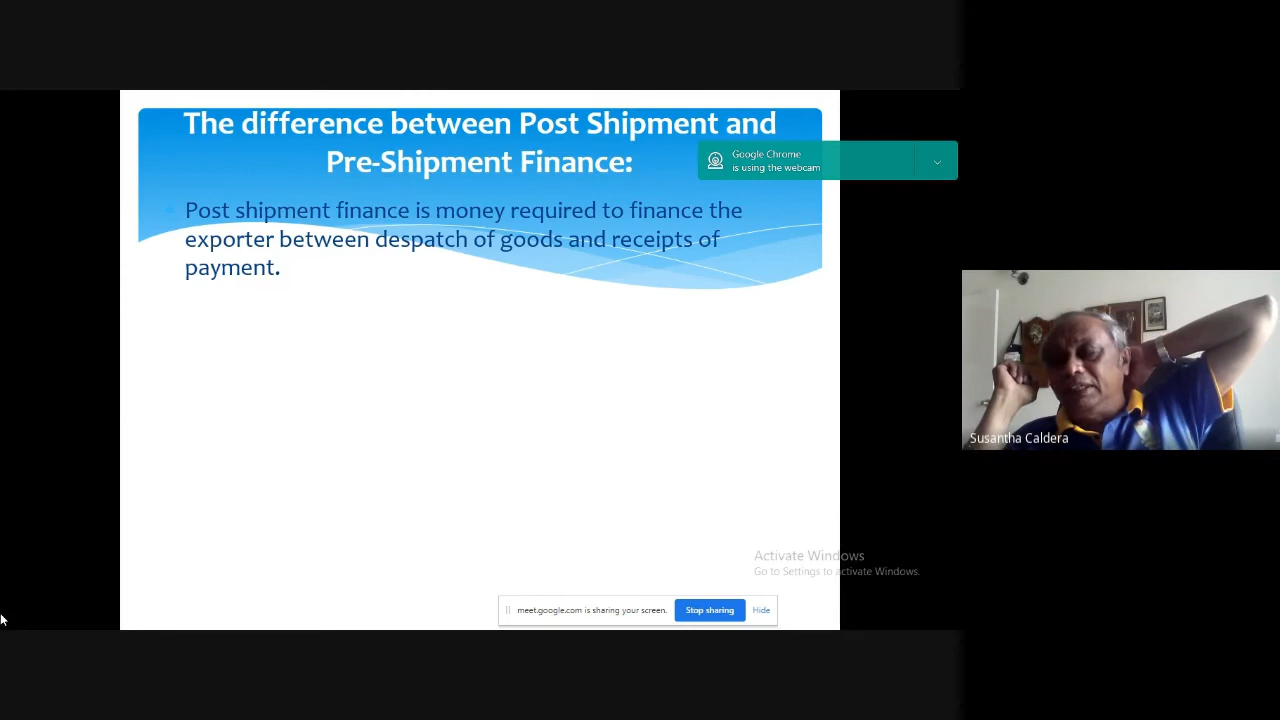 The difference between Post Shipment and
Pre-Shipment Finance:
Google Chrome
is using the webcam
Post shipment finance is money required to finance the
exporter between despatch of goods and receipts of
payment.
Susantha Caldera
Activate Windows
Go to Settings to activate Windows.
meet.google.com is sharing your screen.
Stop sharing
Hide